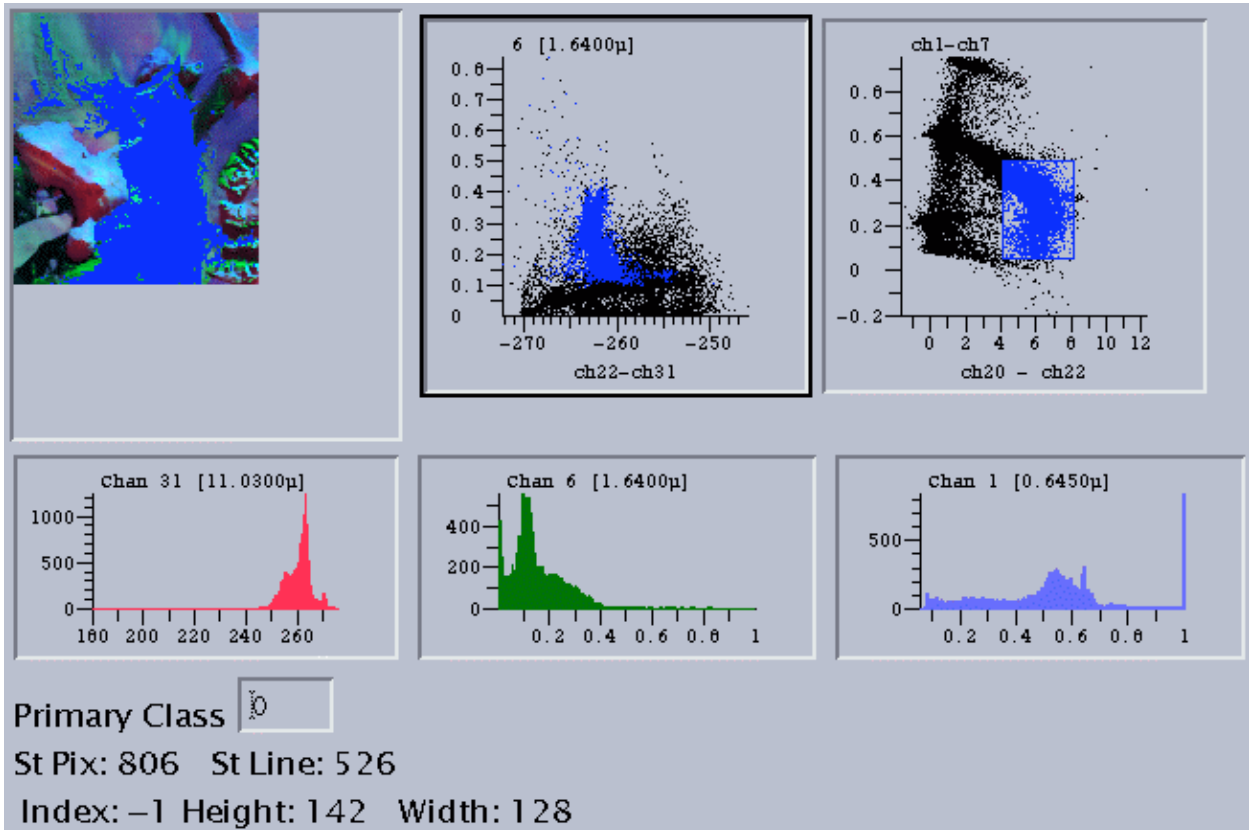 6 [1.6400µ]
0.8
0.7
0.6
0.5
0.4
0.3
0.2
0.1
0
-270 -260 -250
ch22-ch31
ch1-ch7
0.8
0.6
0.4
0.2
0
-0.2
0 2 4 6 8 10 12
ch20 - ch22
Chan 31 [11.0300µ]
1000
500
0
180 200 220 240 260
Chan 6 [1.6400µ]
400
200
0
0.2 0.4 0.6 0.8 1
Chan 1 [0.6450µ]
500
0
0.2 0.4 0.6 0.8 1
Primary Class 0
St Pix: 806 St Line: 526
Index: -1 Height: 142 Width: 128